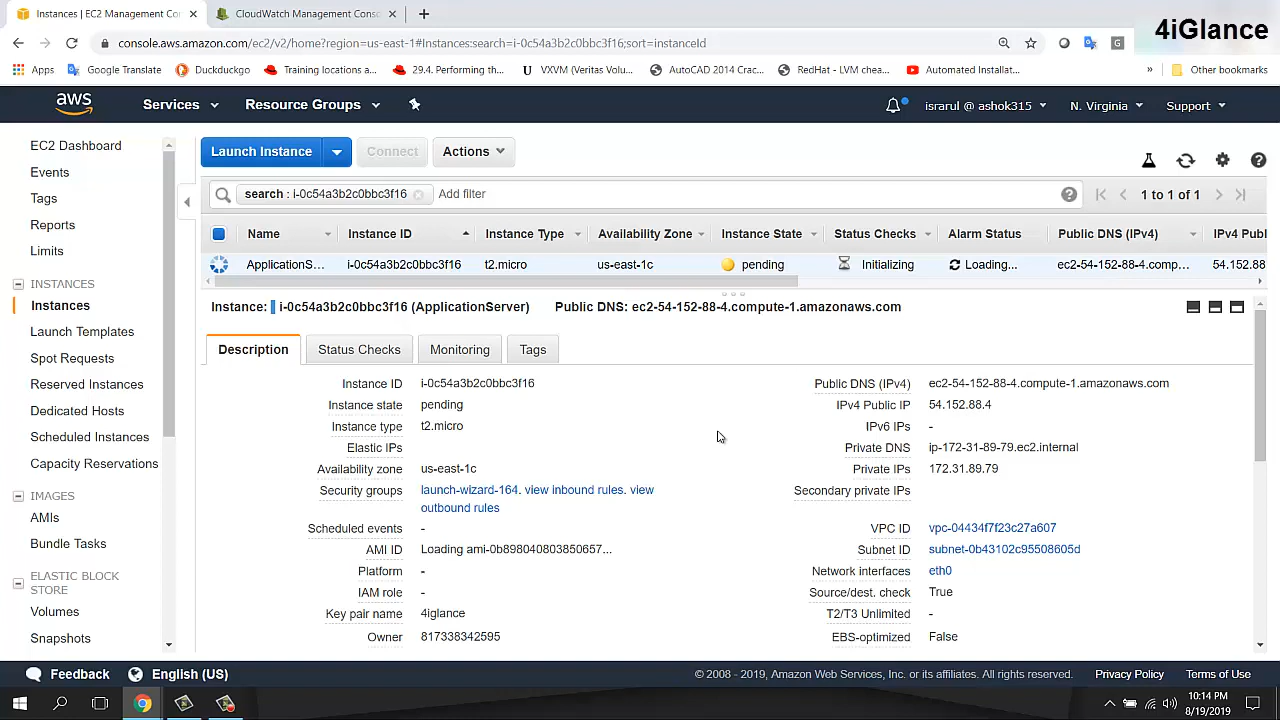 Instances | EC2 Management Con
CloudWatch Management Conso
4iGlance
console.aws.amazon.com/ec2/v2/home?region=us-east-1#Instances:search=i-0c54a3b2c0bbc3f16;sort=instanceId
Apps Google Translate Duckduckgo Training locations a... 29.4. Performing th... VXVM (Veritas Volu... AutoCAD 2014 Crac... RedHat - LVM chea... Automated Installat... » Other bookmarks
aws Services Resource Groups israrul @ ashok315 N. Virginia Support
EC2 Dashboard
Events
Tags
Reports
Limits
INSTANCES
Instances
Launch Templates
Spot Requests
Reserved Instances
Dedicated Hosts
Scheduled Instances
Capacity Reservations
IMAGES
AMIs
Bundle Tasks
ELASTIC BLOCK
STORE
Volumes
Snapshots
Launch Instance Connect Actions
search : i-0c54a3b2c0bbc3f16 Add filter 1 to 1 of 1
Name Instance ID Instance Type Availability Zone Instance State Status Checks Alarm Status Public DNS (IPv4) IPv4 Publ
ApplicationS... i-0c54a3b2c0bbc3f16 t2.micro us-east-1c pending Initializing Loading... ec2-54-152-88-4.comp... 54.152.88
Instance: i-0c54a3b2c0bbc3f16 (ApplicationServer) Public DNS: ec2-54-152-88-4.compute-1.amazonaws.com
Description Status Checks Monitoring Tags
Instance ID i-0c54a3b2c0bbc3f16 Public DNS (IPv4) ec2-54-152-88-4.compute-1.amazonaws.com
Instance state pending IPv4 Public IP 54.152.88.4
Instance type t2.micro IPv6 IPs -
Elastic IPs Private DNS ip-172-31-89-79.ec2.internal
Availability zone us-east-1c Private IPs 172.31.89.79
Security groups launch-wizard-164. view inbound rules. view Secondary private IPs
outbound rules
Scheduled events - VPC ID vpc-04434f7f23c27a607
AMI ID Loading ami-0b898040803850657... Subnet ID subnet-0b43102c95508605d
Platform - Network interfaces eth0
IAM role - Source/dest. check True
Key pair name 4iglance T2/T3 Unlimited -
Owner 817338342595 EBS-optimized False
Feedback English (US) © 2008 - 2019, Amazon Web Services, Inc. or its affiliates. All rights reserved. Privacy Policy Terms of Use
10:14 PM
8/19/2019